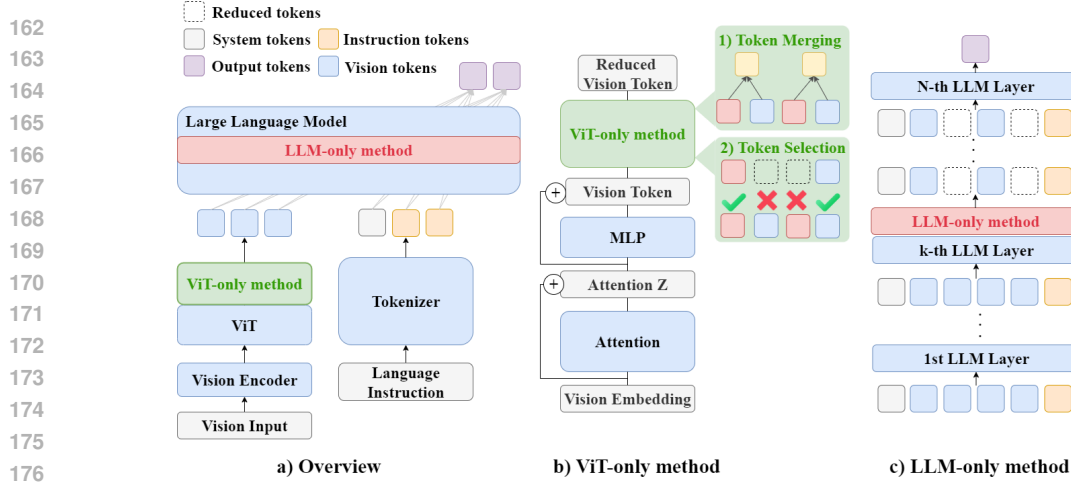 162
163
164
165
166
167
168
169
170
171
172
173
174
175
176
Reduced tokens
System tokens
Instruction tokens
Output tokens
Vision tokens
Large Language Model
LLM-only method
ViT-only method
ViT
Vision Encoder
Vision Input
Tokenizer
Language
Instruction
a) Overview
Reduced
Vision Token
ViT-only method
Vision Token
+
MLP
+
Attention Z
Attention
Vision Embedding
1) Token Merging
2) Token Selection
b) ViT-only method
N-th LLM Layer
LLM-only method
k-th LLM Layer
1st LLM Layer
c) LLM-only method